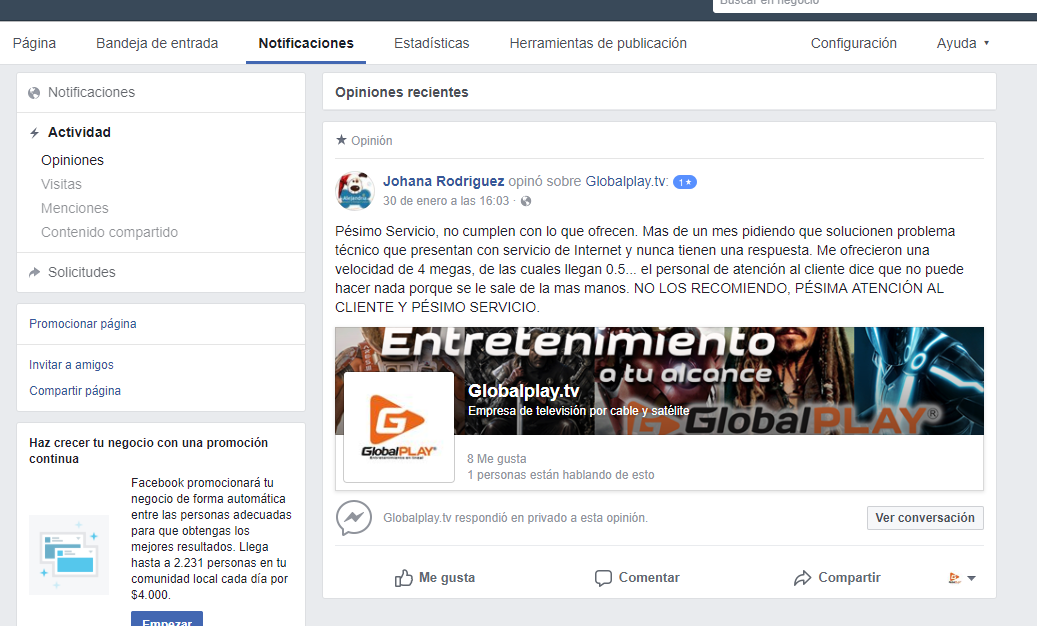 Buscar en negocio
Página Bandeja de entrada Notificaciones Estadísticas Herramientas de publicación Configuración Ayuda
Notificaciones
Actividad
Opiniones
Visitas
Menciones
Contenido compartido
Solicitudes
Promocionar página
Invitar a amigos
Compartir página
Haz crecer tu negocio con una promoción
continua
Facebook promocionará tu
negocio de forma automática
entre las personas adecuadas
para que obtengas los
mejores resultados. Llega
hasta a 2.231 personas en tu
comunidad local cada día por
$4.000.
Empezar
Opiniones recientes
Opinión
Johana Rodriguez opinó sobre Globalplay.tv: 1★
30 de enero a las 16:03 ·
Pésimo Servicio, no cumplen con lo que ofrecen. Mas de un mes pidiendo que solucionen problema
técnico que presentan con servicio de Internet y nunca tienen una respuesta. Me ofrecieron una
velocidad de 4 megas, de las cuales llegan 0.5... el personal de atención al cliente dice que no puede
hacer nada porque se le sale de la mas manos. NO LOS RECOMIENDO, PÉSIMA ATENCIÓN AL
CLIENTE Y PÉSIMO SERVICIO.
Entretenimiento
a tu alcance
Globalplay.tv
Empresa de televisión por cable y satélite
GlobalPLAY®
GlobalPLAY
8 Me gusta
1 personas están hablando de esto
Globalplay.tv respondió en privado a esta opinión.
Ver conversación
Me gusta Comentar Compartir